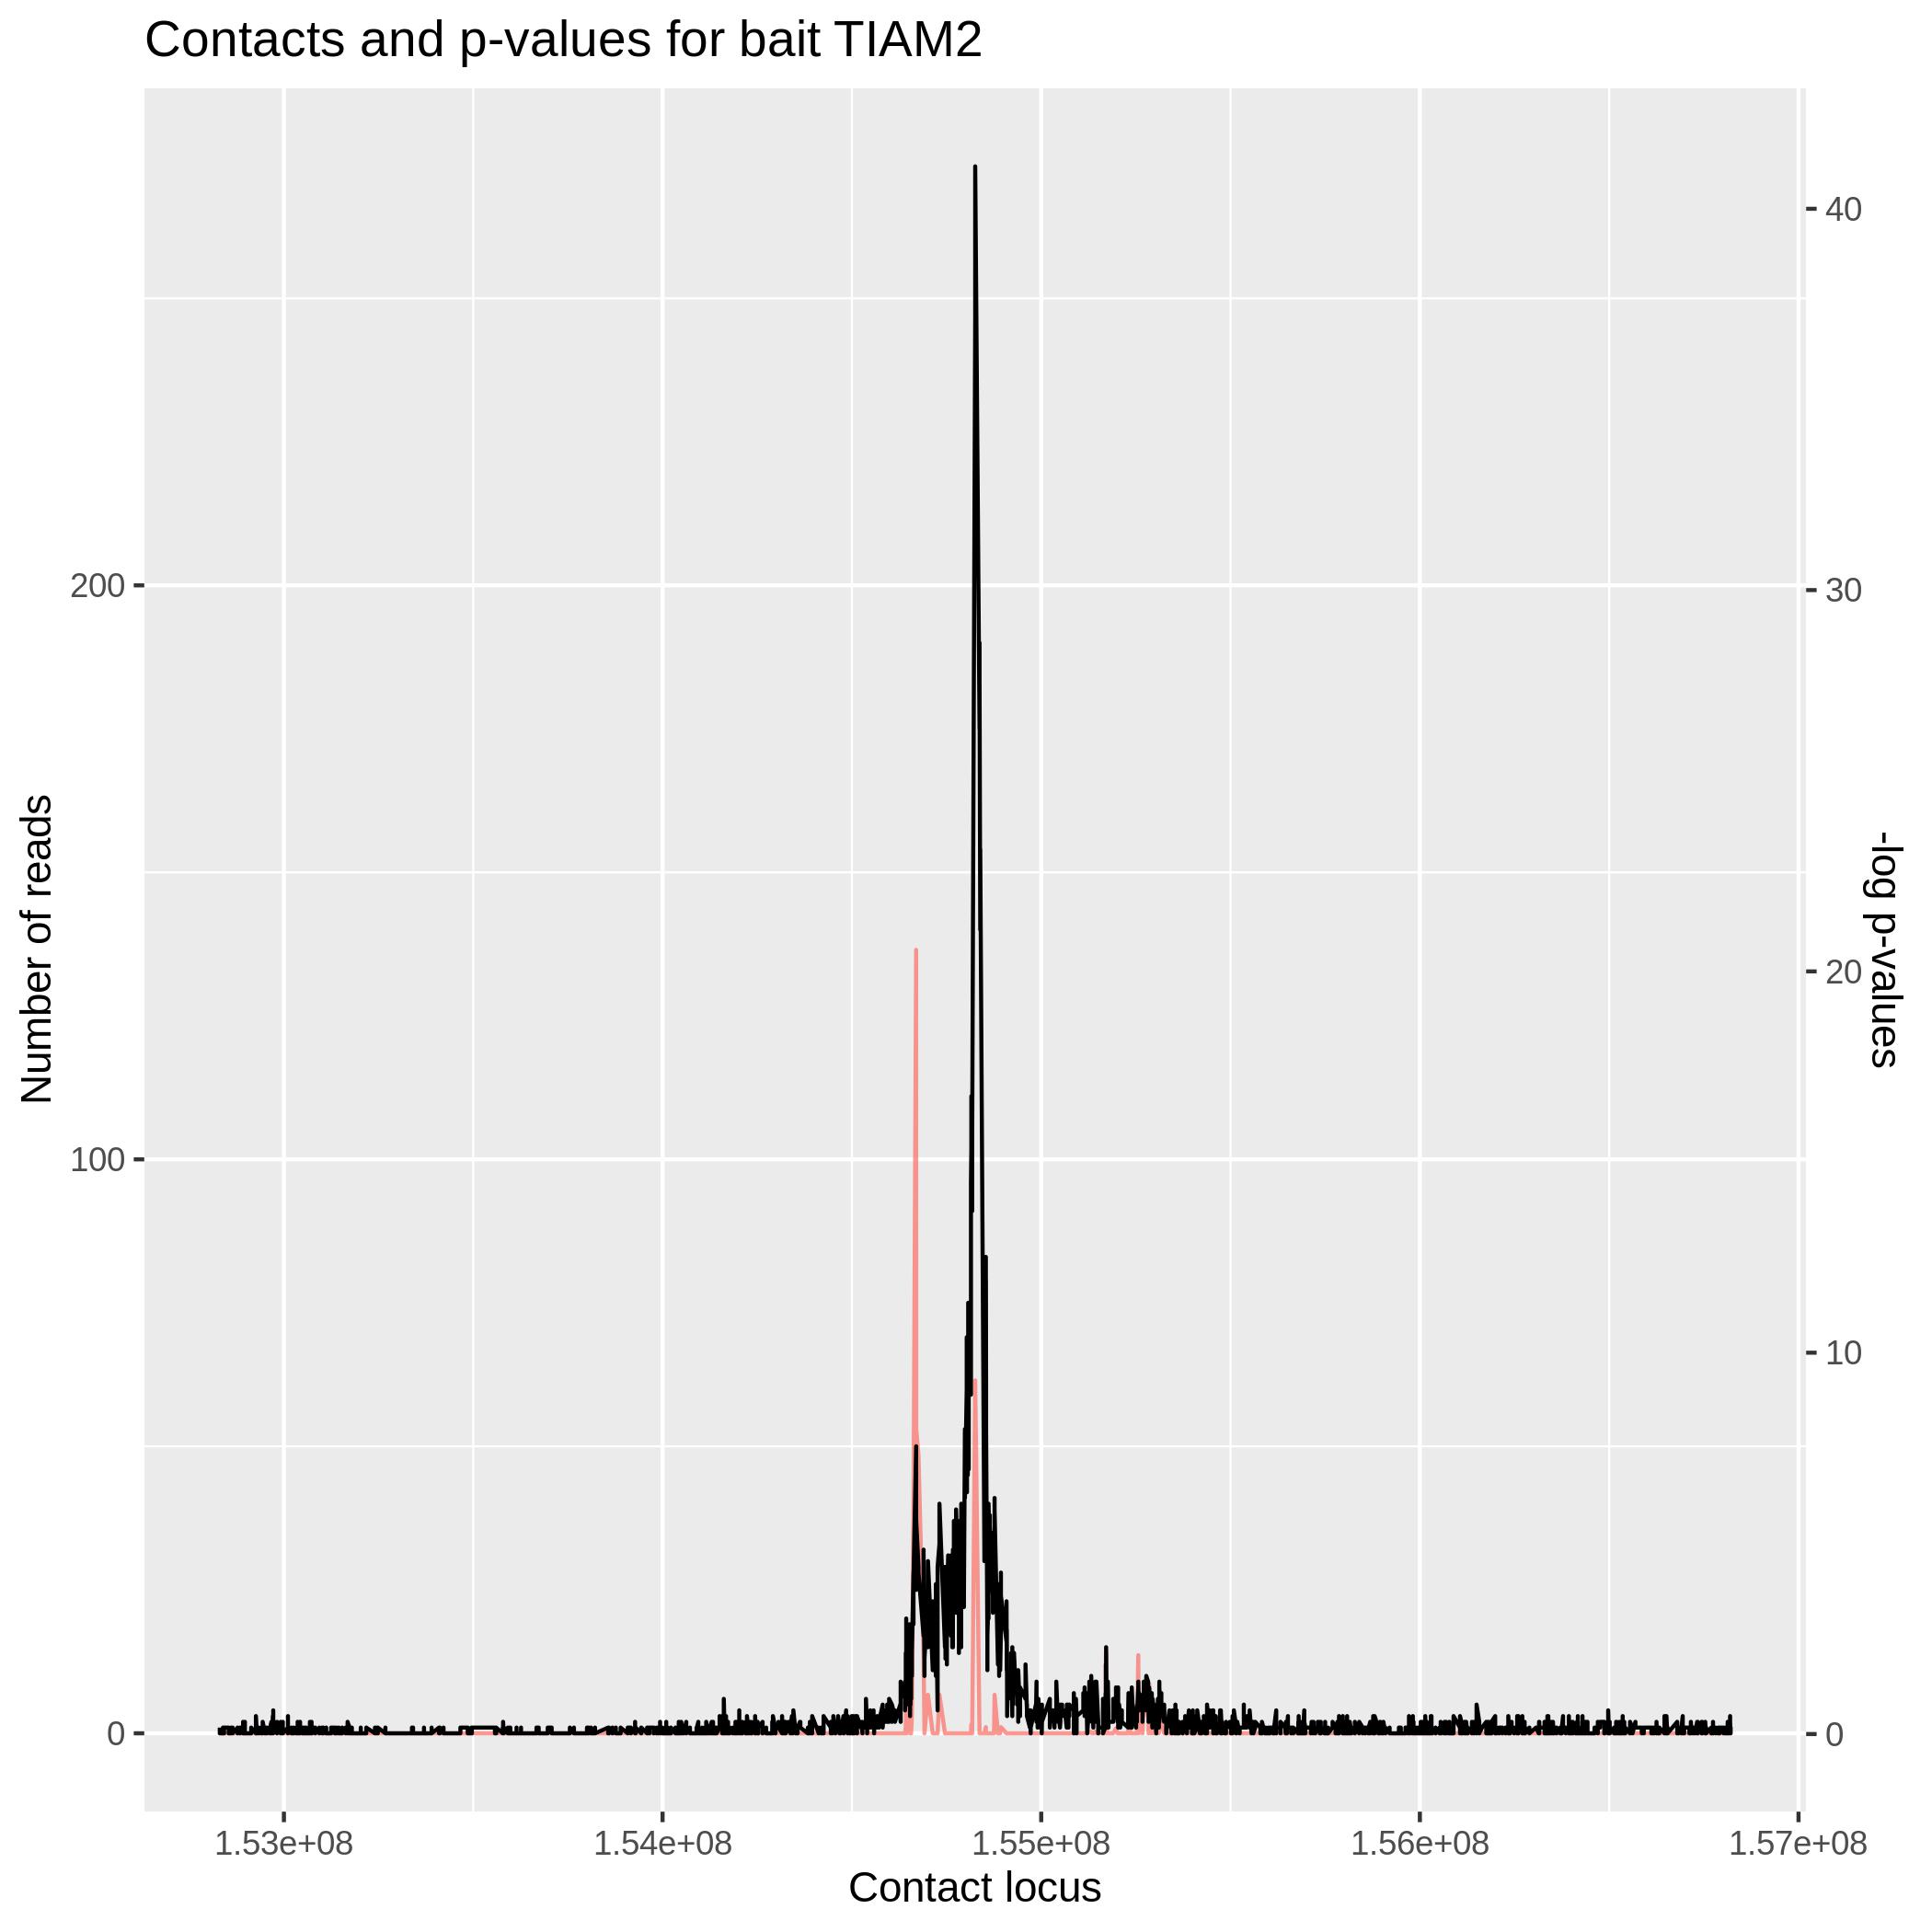 Contacts and p-values for bait TIAM2
Number of reads
200
100
0
40
30
20
10
0
-log p-values
1.53e+08
1.54e+08
1.55e+08
1.56e+08
1.57e+08
Contact locus